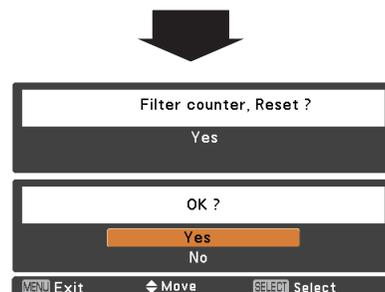 Filter counter, Reset ?
Yes
OK ?
Yes
No
MENU Exit Move SELECT Select